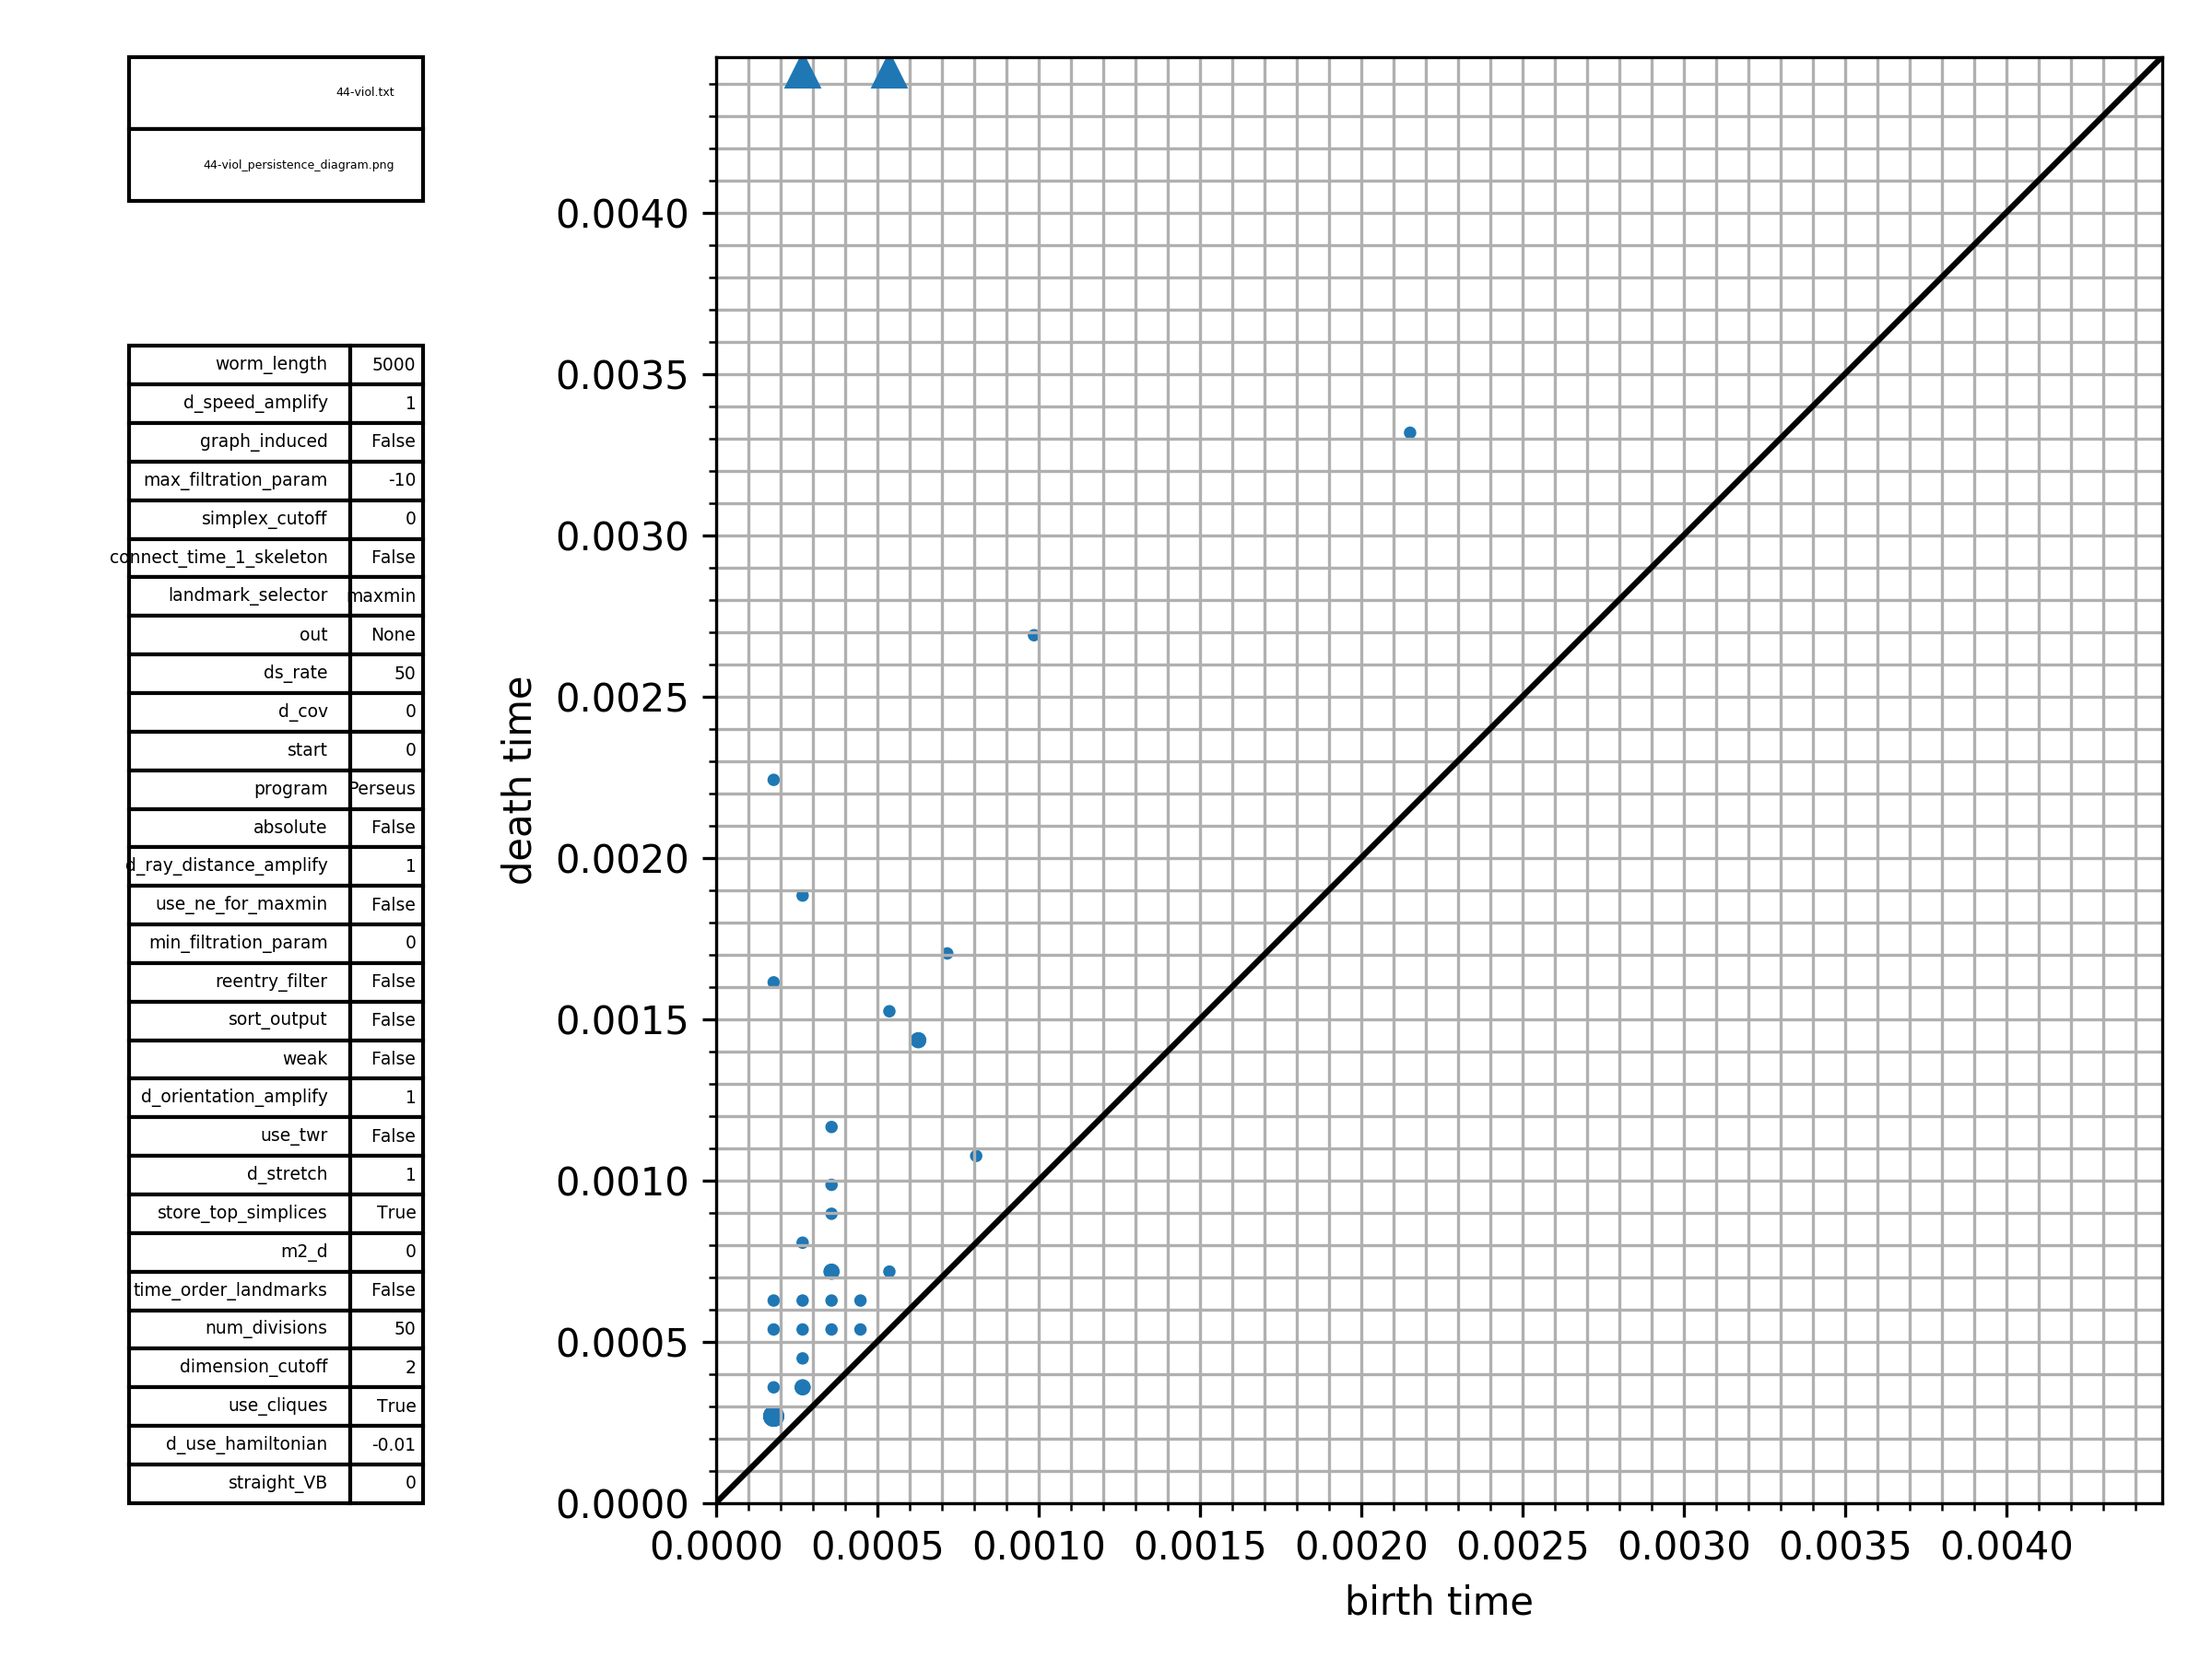 44-viol.txt
44-viol_persistence_diagram.png
worm_length 5000
d_speed_amplify 1
graph_induced False
max_filtration_param -10
simplex_cutoff 0
connect_time_1_skeleton False
landmark_selector maxmin
out None
ds_rate 50
d_cov 0
start 0
program Perseus
absolute False
d_ray_distance_amplify 1
use_ne_for_maxmin False
min_filtration_param 0
reentry_filter False
sort_output False
weak False
d_orientation_amplify 1
use_twr False
d_stretch 1
store_top_simplices True
m2_d 0
time_order_landmarks False
num_divisions 50
dimension_cutoff 2
use_cliques True
d_use_hamiltonian -0.01
straight_VB 0
death time
0.0040
0.0035
0.0030
0.0025
0.0020
0.0015
0.0010
0.0005
0.0000
0.0000 0.0005 0.0010 0.0015 0.0020 0.0025 0.0030 0.0035 0.0040
birth time